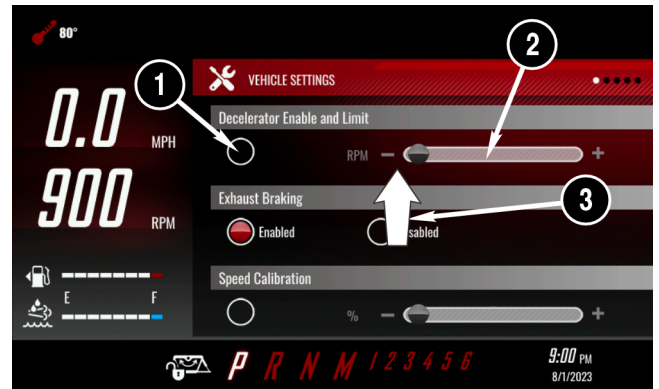 80°
1
2
VEHICLE SETTINGS
0.0 MPH
Decelerator Enable and Limit
RPM − +
900 RPM
Exhaust Braking
3
Enabled
Speed Calibration
E F
% − +
P R N M 1 2 3 4 5 6
9:00 PM
8/1/2023